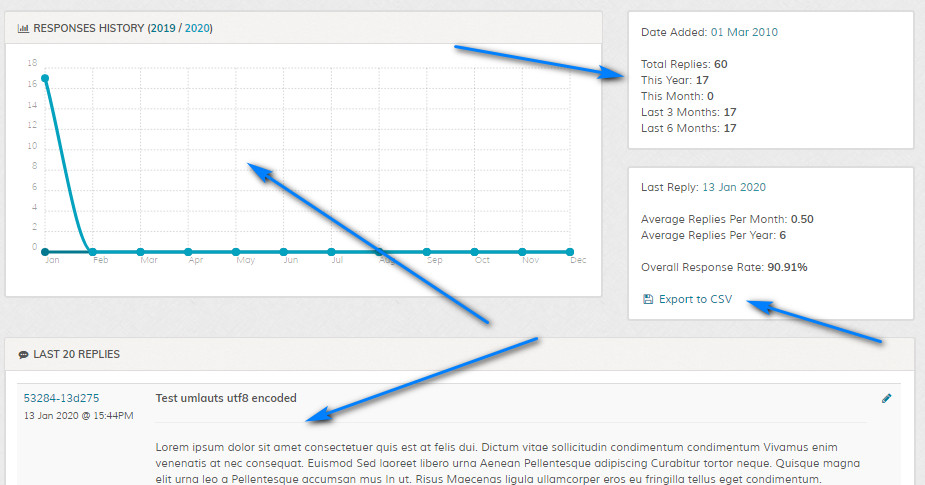 RESPONSES HISTORY (2019 / 2020)
18
16
14
12
10
8
6
4
2
0
Jan Feb Mar Apr May Jun Jul Aug Sep Oct Nov Dec
Date Added: 01 Mar 2010
Total Replies: 60
This Year: 17
This Month: 0
Last 3 Months: 17
Last 6 Months: 17
Last Reply: 13 Jan 2020
Average Replies Per Month: 0.50
Average Replies Per Year: 6
Overall Response Rate: 90.91%
Export to CSV
LAST 20 REPLIES
53284-13d275
13 Jan 2020 @ 15:44PM
Test umlauts utf8 encoded
Lorem ipsum dolor sit amet consectetuer quis est at felis dui. Dictum vitae sollicitudin condimentum condimentum Vivamus enim
venenatis at nec consequat. Euismod Sed laoreet libero urna Aenean Pellentesque adipiscing Curabitur tortor neque. Quisque magna
elit urna leo a Pellentesque accumsan mus In ut. Risus Maecenas ligula ullamcorper eros eu fringilla tellus eget condimentum.